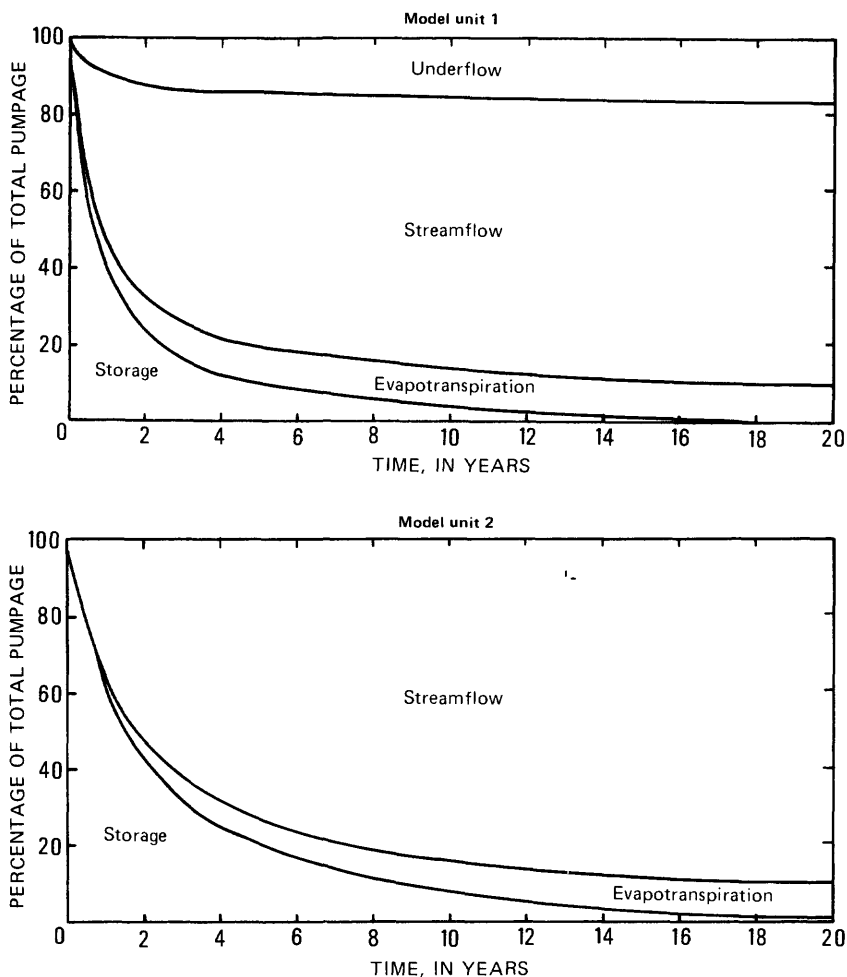 Model unit 1
PERCENTAGE OF TOTAL PUMPAGE
100
80
60
40
20
0
Underflow
Streamflow
Storage
Evapotranspiration
0 2 4 6 8 10 12 14 16 18 20
TIME, IN YEARS
Model unit 2
PERCENTAGE OF TOTAL PUMPAGE
100
80
60
40
20
0
Streamflow
Storage
Evapotranspiration
2 4 6 8 10 12 14 16 18 20
TIME, IN YEARS